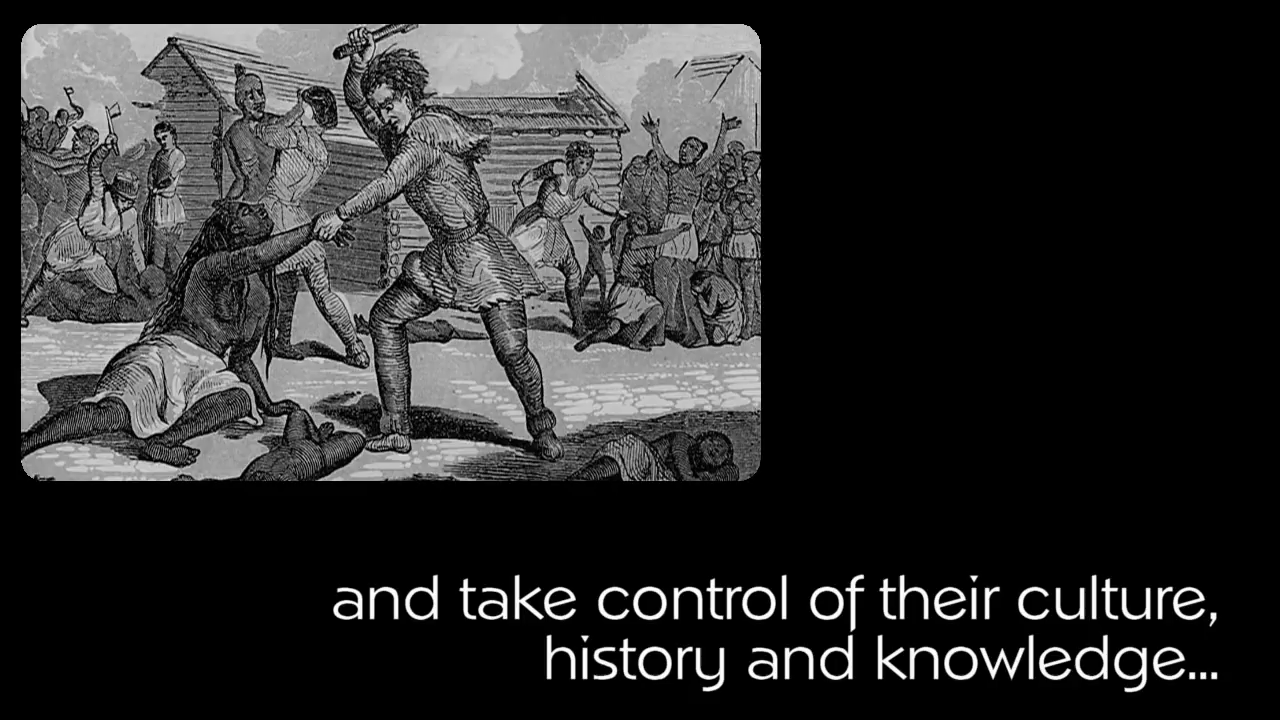 and take control of their culture,
history and knowledge...